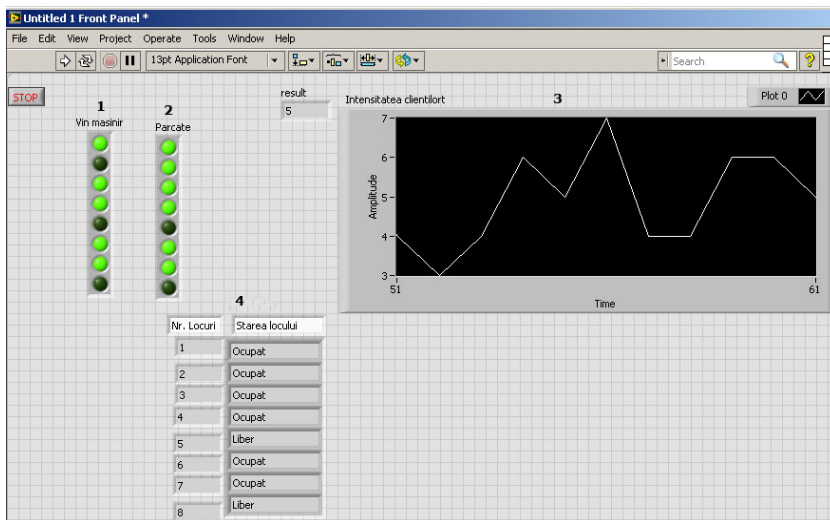 Untitled 1 Front Panel *
File Edit View Project Operate Tools Window Help
13pt Application Font
Search
?
STOP
1
Vin masinir
2
Parcate
result
5
Intensitatea clientilort
3
Plot 0
Amplitude
7
6
5
4
3
51
61
Time
4
Nr. Locuri Starea locului
1 Ocupat
2 Ocupat
3 Ocupat
4 Ocupat
5 Liber
6 Ocupat
7 Ocupat
8 Liber